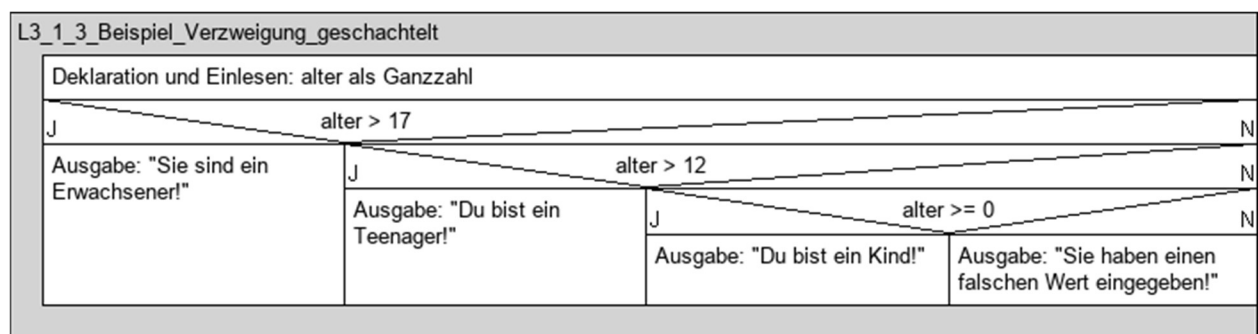 L3_1_3_Beispiel_Verzweigung_geschachtelt
Deklaration und Einlesen: alter als Ganzzahl
alter > 17
J
N
Ausgabe: "Sie sind ein
Erwachsener!"
alter > 12
J
N
Ausgabe: "Du bist ein
Teenager!"
alter >= 0
J
N
Ausgabe: "Du bist ein Kind!"
Ausgabe: "Sie haben einen
falschen Wert eingegeben!"